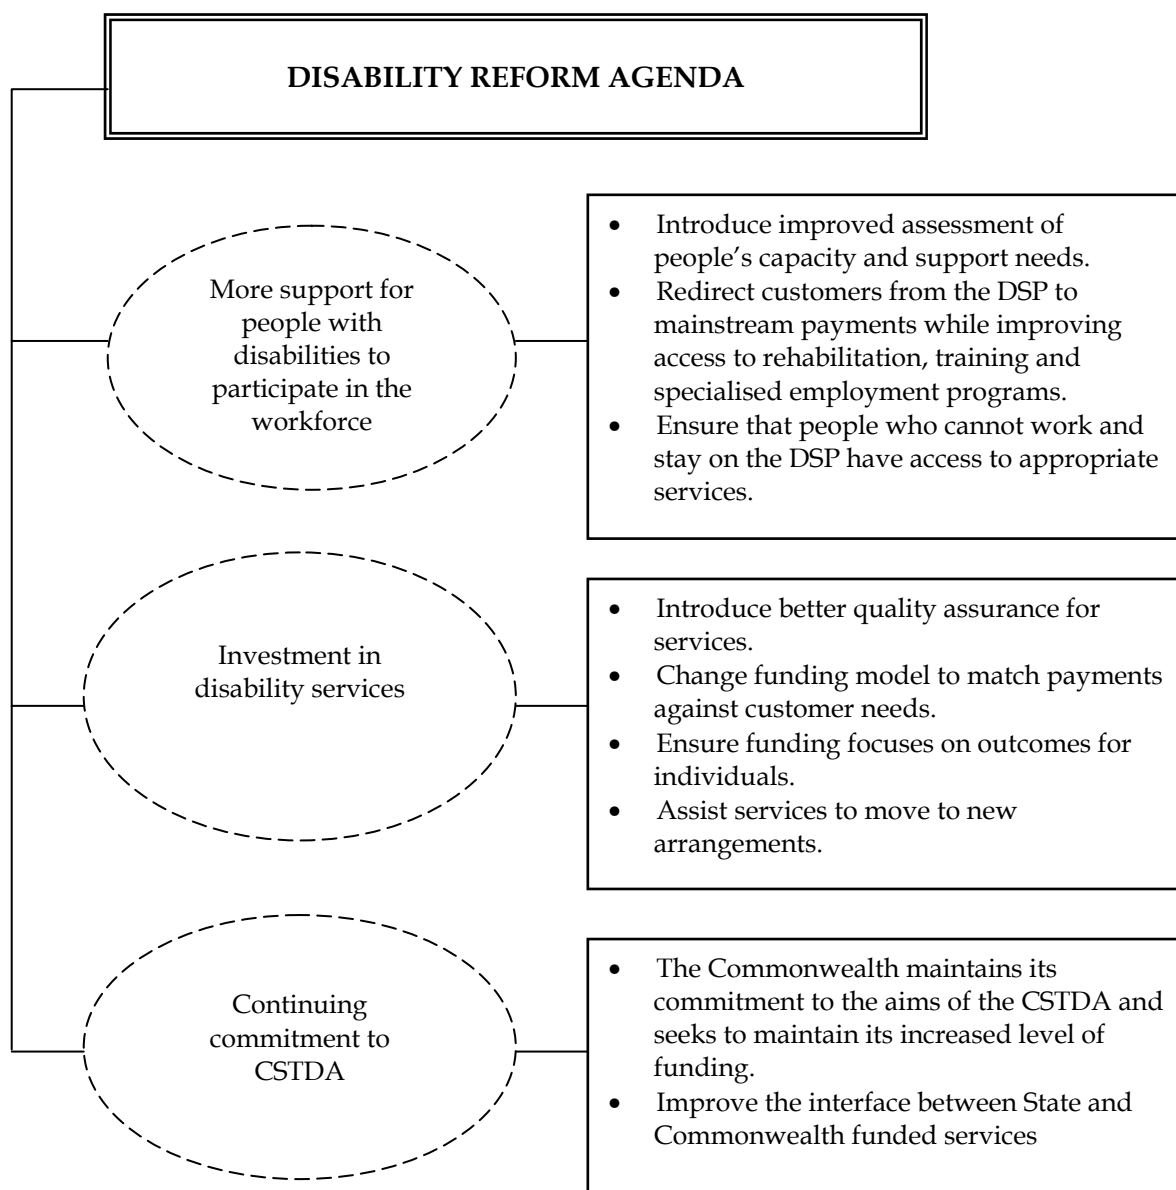 DISABILITY REFORM AGENDA
More support for
people with
disabilities to
participate in the
workforce
• Introduce improved assessment of
people’s capacity and support needs.
• Redirect customers from the DSP to
mainstream payments while improving
access to rehabilitation, training and
specialised employment programs.
• Ensure that people who cannot work and
stay on the DSP have access to appropriate
services.
Investment in
disability services
• Introduce better quality assurance for
services.
• Change funding model to match payments
against customer needs.
• Ensure funding focuses on outcomes for
individuals.
• Assist services to move to new
arrangements.
Continuing
commitment to
CSTDA
• The Commonwealth maintains its
commitment to the aims of the CSTDA and
seeks to maintain its increased level of
funding.
• Improve the interface between State and
Commonwealth funded services